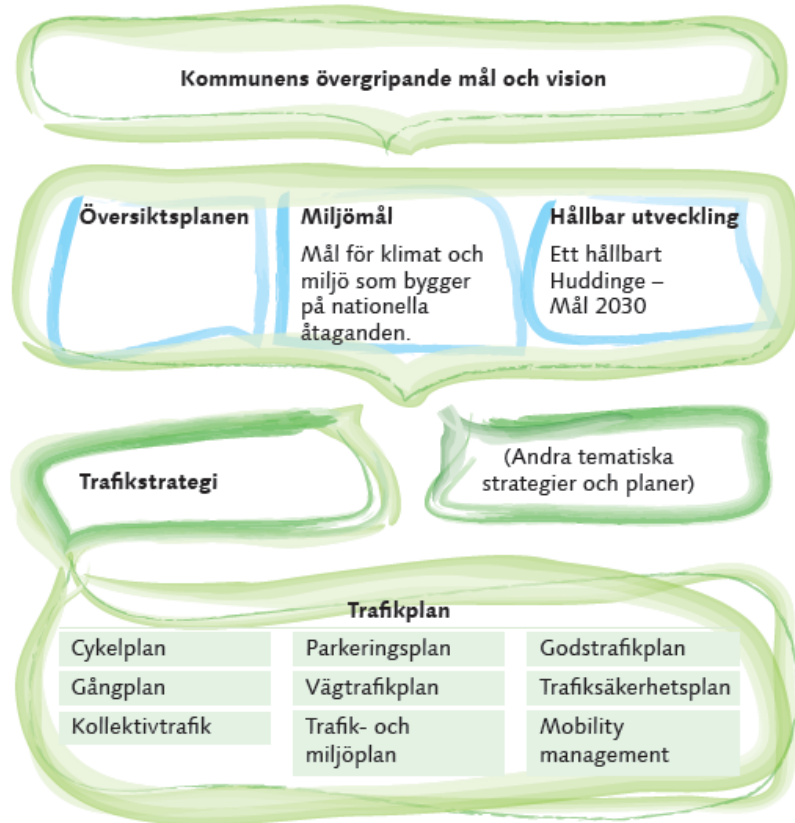 Kommunens övergripande mål och vision
Översiktsplanen
Miljömål
Mål för klimat och
miljö som bygger
på nationella
åtaganden.
Hållbar utveckling
Ett hållbart
Huddinge –
Mål 2030
Trafikstrategi
(Andra tematiska
strategier och planer)
Trafikplan
Cykelplan
Parkeringsplan
Godstrafikplan
Gångplan
Vägtrafikplan
Trafiksäkerhetsplan
Kollektivtrafik
Trafik- och
miljöplan
Mobility
management